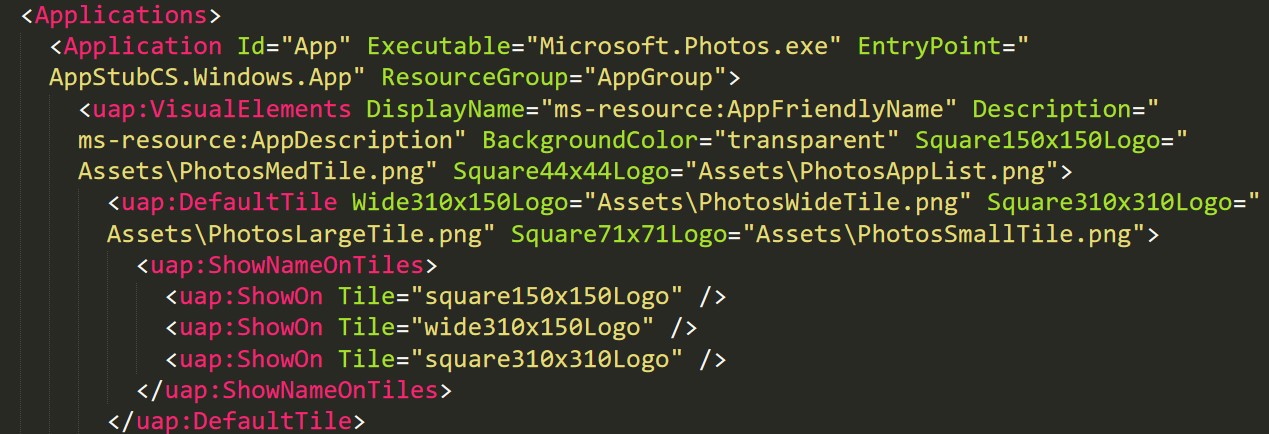 <Applications>
<Application Id="App" Executable="Microsoft.Photos.exe" EntryPoint="
AppStubCS.Windows.App" ResourceGroup="AppGroup">
<uap:VisualElements DisplayName="ms-resource:AppFriendlyName" Description="
ms-resource:AppDescription" BackgroundColor="transparent" Square150x150Logo="
Assets\PhotosMedTile.png" Square44x44Logo="Assets\PhotosAppList.png">
<uap:DefaultTile Wide310x150Logo="Assets\PhotosWideTile.png" Square310x310Logo="
Assets\PhotosLargeTile.png" Square71x71Logo="Assets\PhotosSmallTile.png">
<uap:ShowNameOnTiles>
<uap:ShowOn Tile="square150x150Logo" />
<uap:ShowOn Tile="wide310x150Logo" />
<uap:ShowOn Tile="square310x310Logo" />
</uap:ShowNameOnTiles>
</uap:DefaultTile>